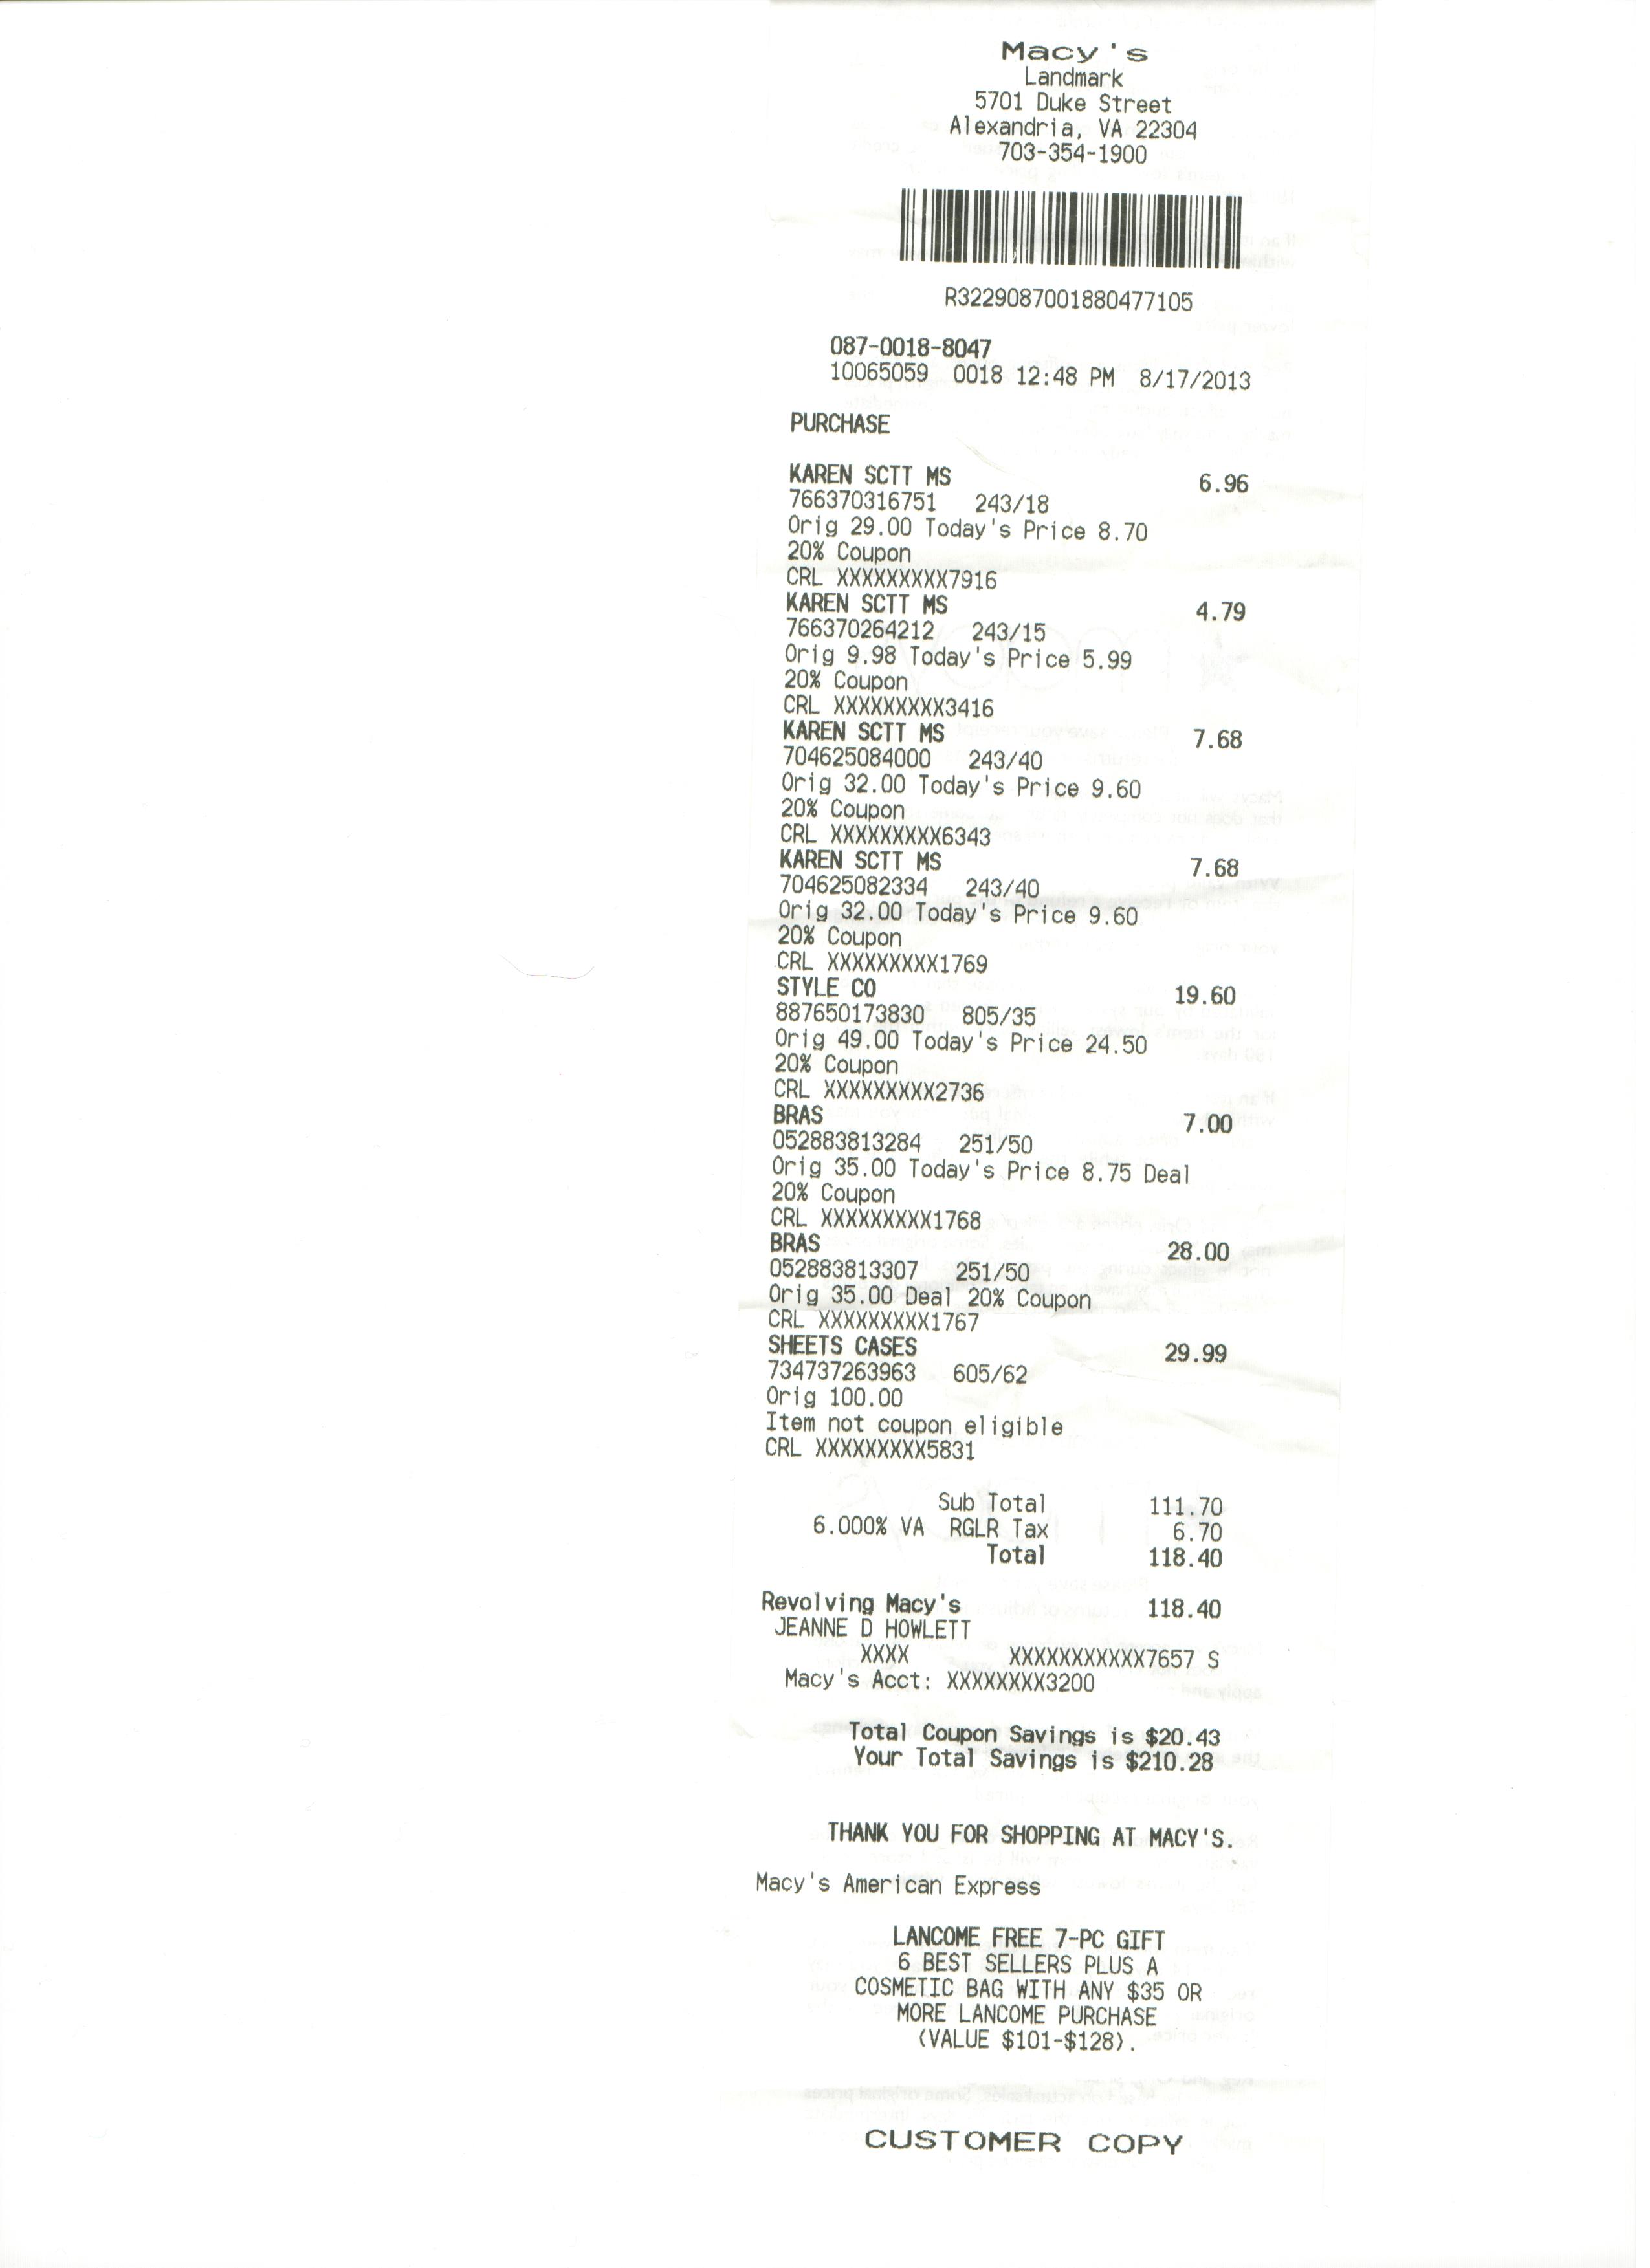 Macy's
Landmark
5701 Duke Street
Alexandria, VA 22304
703-354-1900
R3229087001880477105
087-0018-8047
10065059 0018 12:48 PM 8/17/2013
PURCHASE
KAREN SCTT MS 6.96
766370316751 243/18
Orig 29.00 Today's Price 8.70
20% Coupon
CRL XXXXXXXXX7916
KAREN SCTT MS 4.79
766370264212 243/15
Orig 9.98 Today's Price 5.99
20% Coupon
CRL XXXXXXXXX3416
KAREN SCTT MS 7.68
704625084000 243/40
Orig 32.00 Today's Price 9.60
20% Coupon
CRL XXXXXXXXX6343
KAREN SCTT MS 7.68
704625082334 243/40
Orig 32.00 Today's Price 9.60
20% Coupon
CRL XXXXXXXXX1769
STYLE CO 19.60
887650173830 805/35
Orig 49.00 Today's Price 24.50
20% Coupon
CRL XXXXXXXXX2736
BRAS 7.00
052883813284 251/50
Orig 35.00 Today's Price 8.75 Deal
20% Coupon
CRL XXXXXXXXX1768
BRAS 28.00
052883813307 251/50
Orig 35.00 Deal 20% Coupon
CRL XXXXXXXXX1767
SHEETS CASES 29.99
734737263963 605/62
Orig 100.00
Item not coupon eligible
CRL XXXXXXXXX5831
Sub Total 111.70
6.000% VA RGLR Tax 6.70
Total 118.40
Revolving Macy's 118.40
JEANNE D HOWLETT
XXXX XXXXXXXXXXX7657 S
Macy's Acct: XXXXXXXX3200
Total Coupon Savings is $20.43
Your Total Savings is $210.28
THANK YOU FOR SHOPPING AT MACY'S.
Macy's American Express
LANCOME FREE 7-PC GIFT
6 BEST SELLERS PLUS A
COSMETIC BAG WITH ANY $35 OR
MORE LANCOME PURCHASE
(VALUE $101-$128).
CUSTOMER COPY